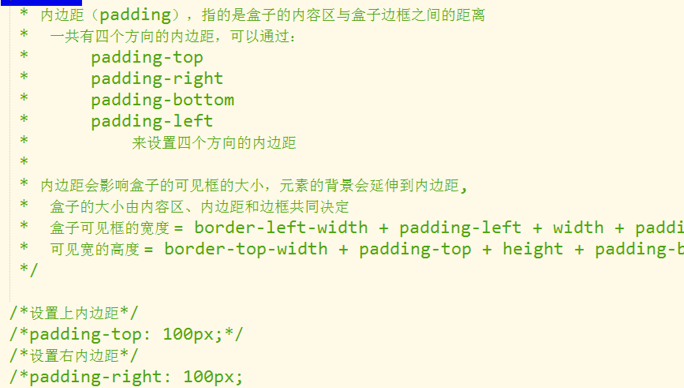 * 内边距（padding），指的是盒子的内容区与盒子边框之间的距离
* 一共有四个方向的内边距，可以通过：
* padding-top
* padding-right
* padding-bottom
* padding-left
* 来设置四个方向的内边距
*
* 内边距会影响盒子的可见框的大小，元素的背景会延伸到内边距,
* 盒子的大小由内容区、内边距和边框共同决定
* 盒子可见框的宽度 = border-left-width + padding-left + width + paddi
* 可见宽的高度 = border-top-width + padding-top + height + padding-b
*/
/*设置上内边距*/
/*padding-top: 100px;*/
/*设置右内边距*/
/*padding-right: 100px;